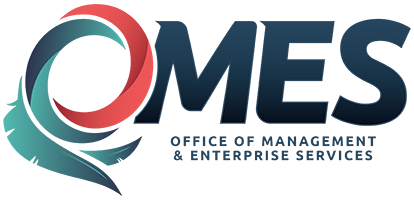 OMES
OFFICE OF MANAGEMENT
& ENTERPRISE SERVICES